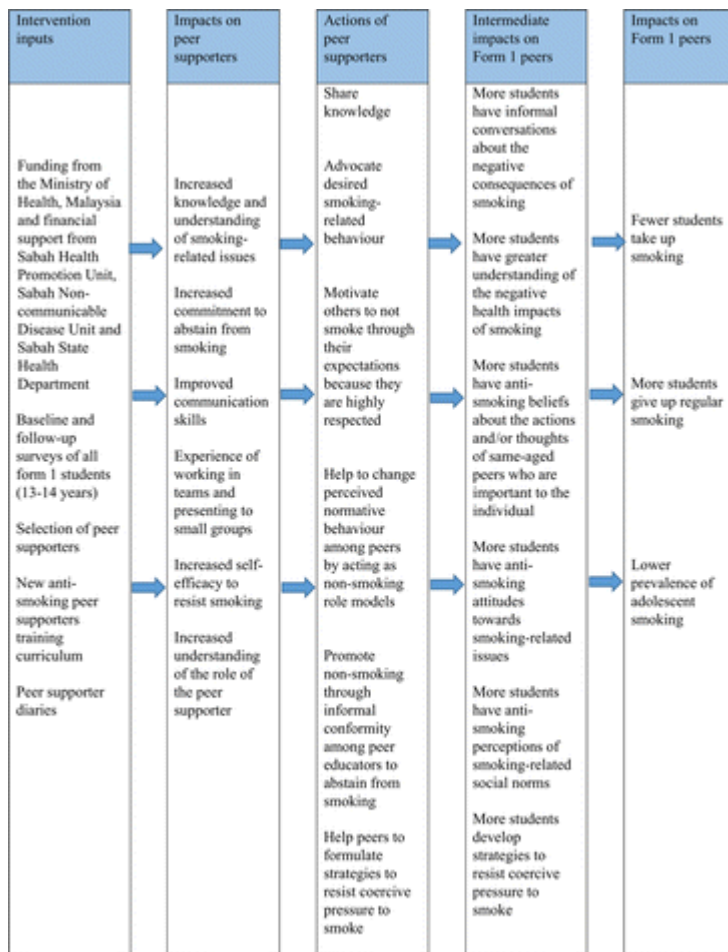 Intervention
inputs
Funding from
the Ministry of
Health, Malaysia
and financial
support from
Sabah Health
Promotion Unit,
Sabah Non-
communicable
Disease Unit and
Sabah State
Health
Department
Baseline and
follow-up
surveys of all
form 1 students
(13-14 years)
Selection of peer
supporters
New anti-
smoking peer
supporters
training
curriculum
Peer supporter
diaries
Impacts on
peer
supporters
Increased
knowledge and
understanding
of smoking-
related issues
Increased
commitment to
abstain from
smoking
Improved
communication
skills
Experience of
working in
teams and
presenting to
small groups
Increased self-
efficacy to
resist smoking
Increased
understanding
of the role of
the peer
supporter
Actions of
peer
supporters
Share
knowledge
Advocate
desired
smoking-
related
behaviour
Motivate
others to not
smoke through
their
expectations
because they
are highly
respected
Help to change
perceived
normative
behaviour
among peers
by acting as
non-smoking
role models
Promote
non-smoking
through
informal
conformity
among peer
educators to
abstain from
smoking
Help peers to
formulate
strategies to
resist coercive
pressure to
smoke
Intermediate
impacts on
Form 1 peers
More students
have informal
conversations
about the
negative
consequences of
smoking
More students
have greater
understanding of
the negative
health impacts
of smoking
More students
have anti-
smoking beliefs
about the actions
and/or thoughts
of same-aged
peers who are
important to the
individual
More students
have anti-
smoking
attitudes
towards
smoking-related
issues
More students
have anti-
smoking
perceptions of
smoking-related
social norms
More students
develop
strategies to
resist coercive
pressure to
smoke
Impacts on
Form 1 peers
Fewer students
take up
smoking
More students
give up regular
smoking
Lower
prevalence of
adolescent
smoking